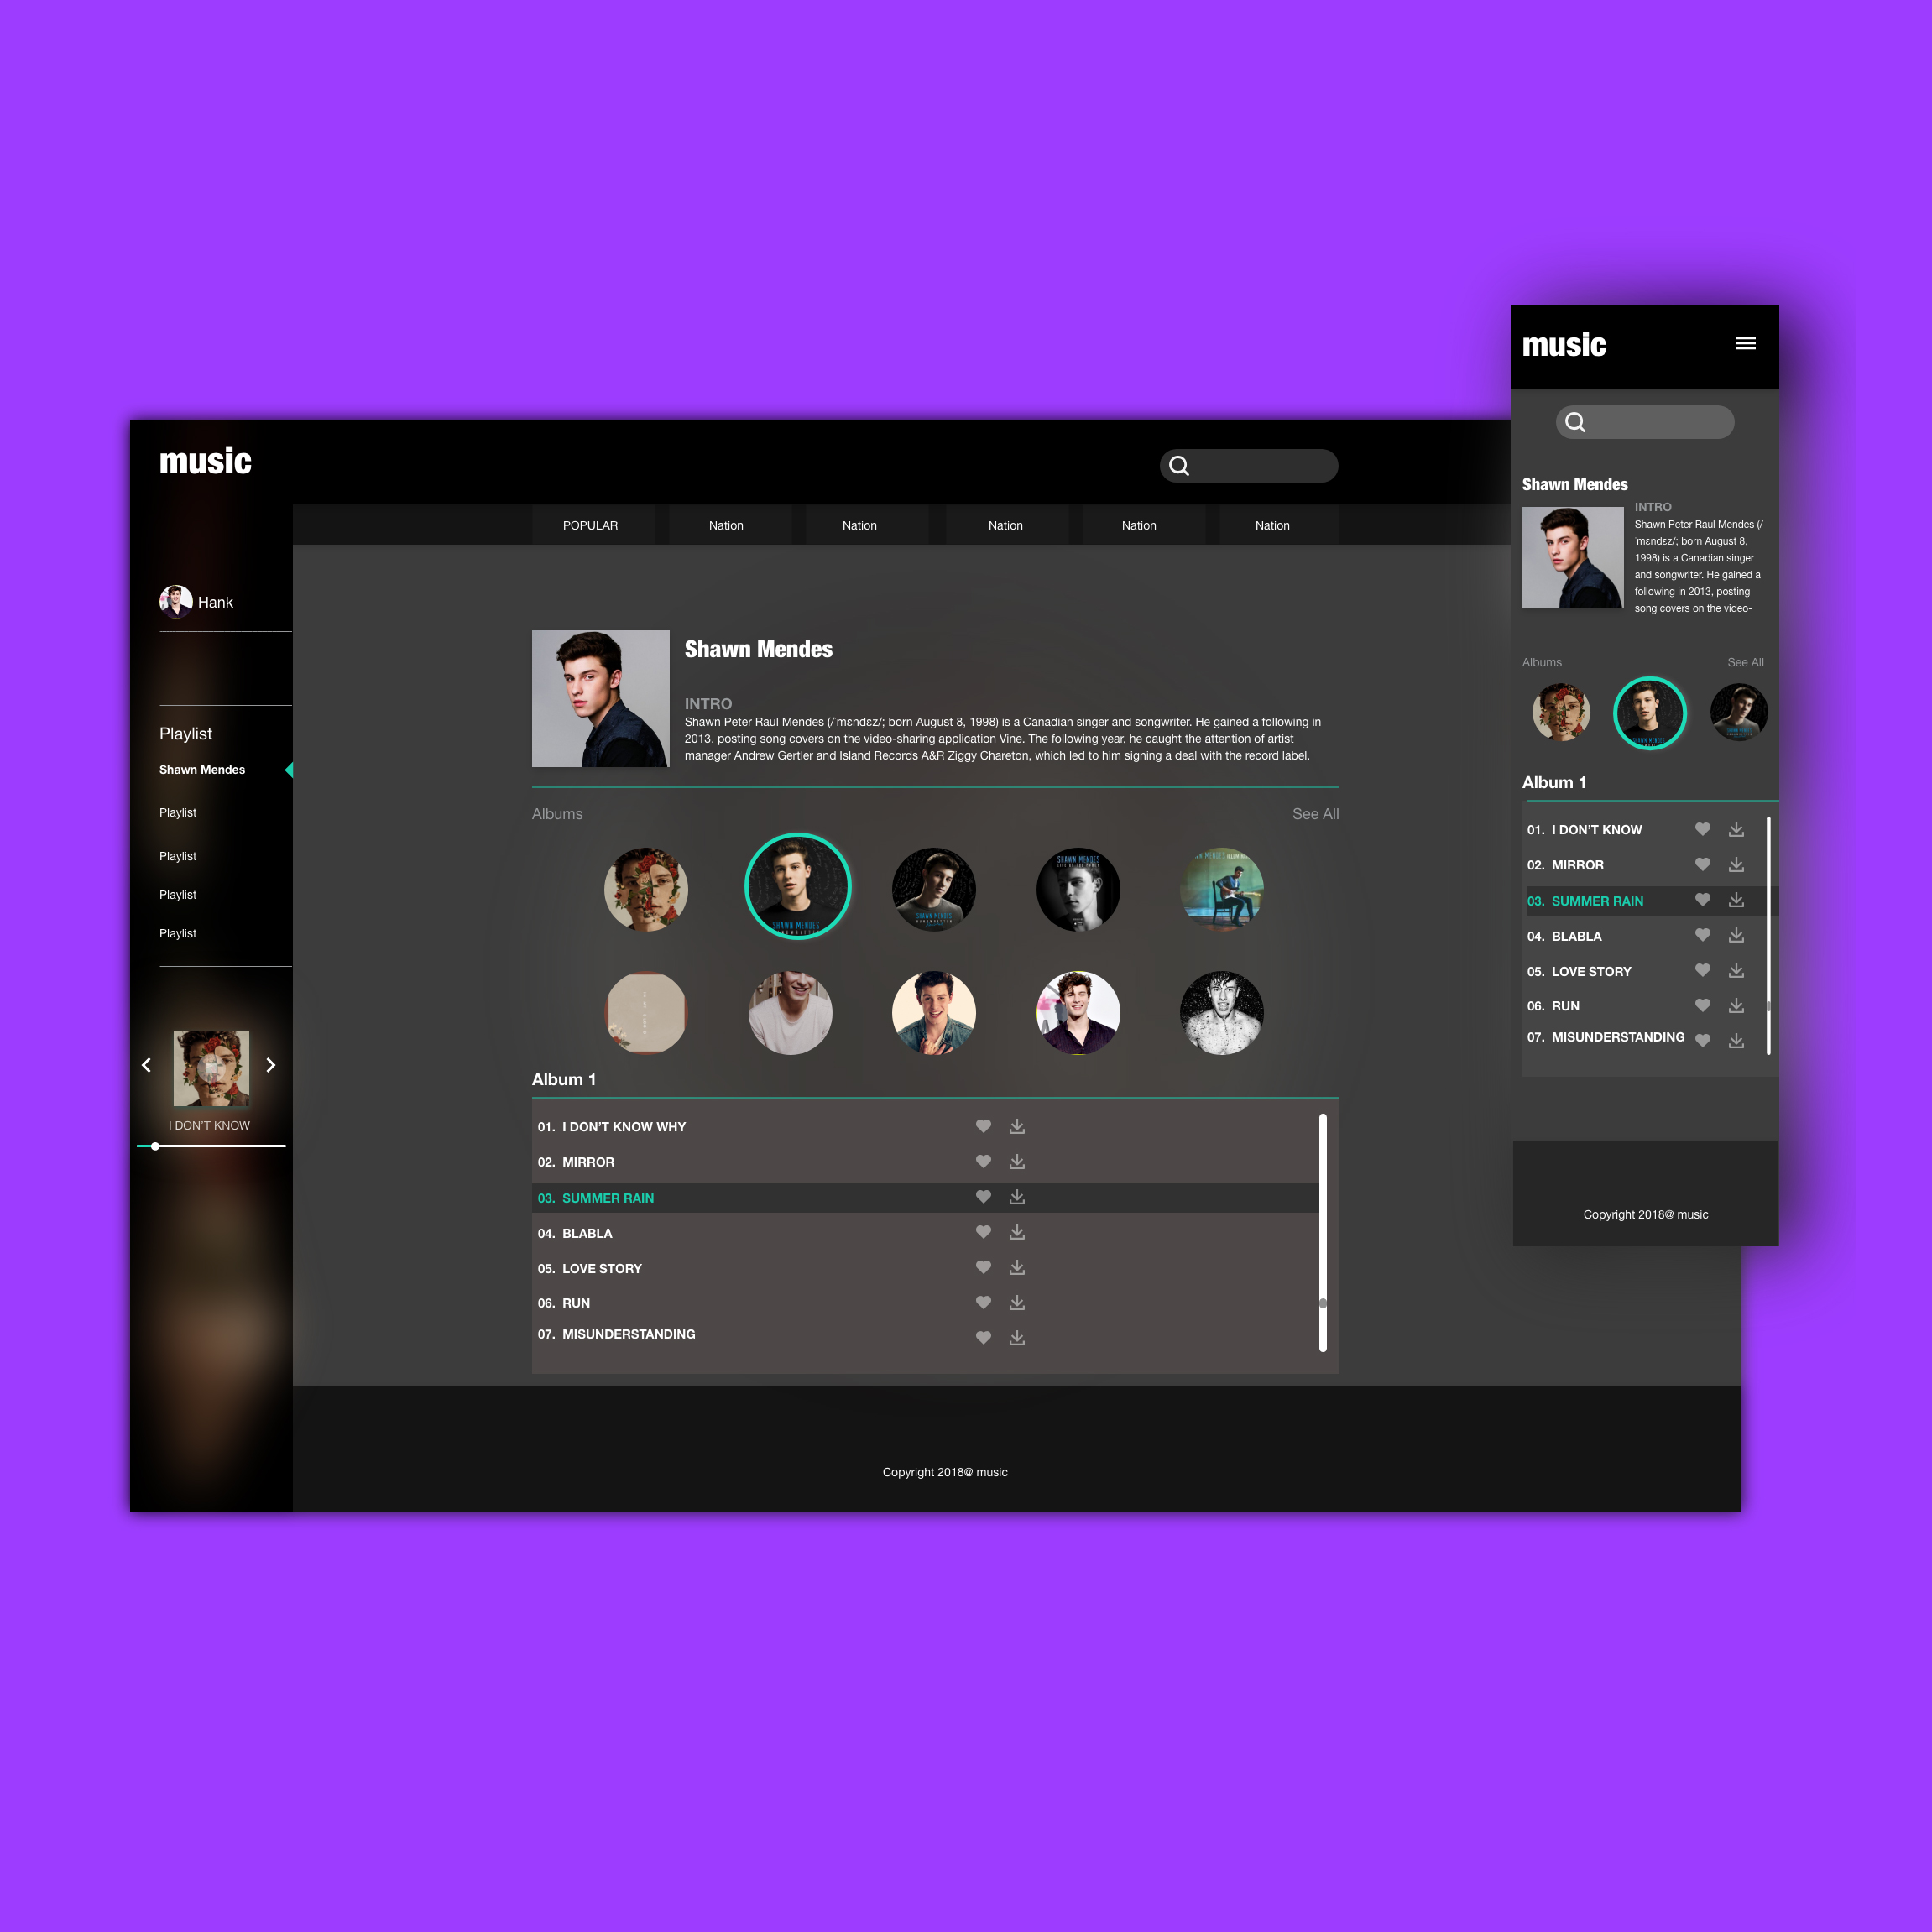 music
POPULAR Nation Nation Nation Nation Nation
Hank
Playlist
Shawn Mendes
Playlist
Playlist
Playlist
Playlist
I DON'T KNOW
Shawn Mendes
INTRO
Shawn Peter Raul Mendes (/ˈmɛndɛz/; born August 8, 1998) is a Canadian singer and songwriter. He gained a following in
2013, posting song covers on the video-sharing application Vine. The following year, he caught the attention of artist
manager Andrew Gertler and Island Records A&R Ziggy Chareton, which led to him signing a deal with the record label.
Albums See All
SHAWN MENDES
SHAWN MENDES
SHAWN MENDES
Album 1
01. I DON'T KNOW WHY
02. MIRROR
03. SUMMER RAIN
04. BLABLA
05. LOVE STORY
06. RUN
07. MISUNDERSTANDING
Copyright 2018@ music
music
Shawn Mendes
INTRO
Shawn Peter Raul Mendes (/
ˈmɛndɛz/; born August 8,
1998) is a Canadian singer
and songwriter. He gained a
following in 2013, posting
song covers on the video-
Albums See All
Album 1
01. I DON'T KNOW
02. MIRROR
03. SUMMER RAIN
04. BLABLA
05. LOVE STORY
06. RUN
07. MISUNDERSTANDING
Copyright 2018@ music